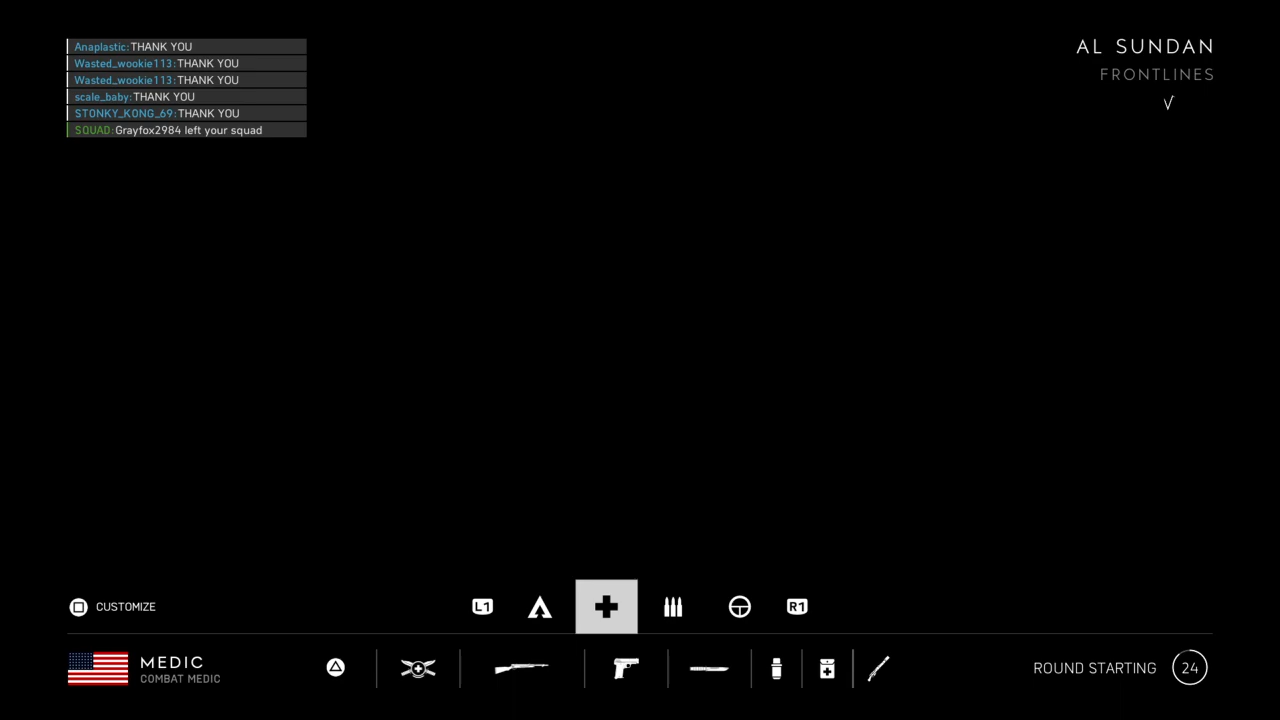 Anaplastic:THANK YOU
Wasted_wookie113:THANK YOU
Wasted_wookie113:THANK YOU
scale_baby:THANK YOU
STONKY_KONG_69:THANK YOU
SQUAD:Grayfox2984 left your squad
AL SUNDAN
FRONTLINES
CUSTOMIZE
L1
R1
MEDIC
COMBAT MEDIC
ROUND STARTING
24